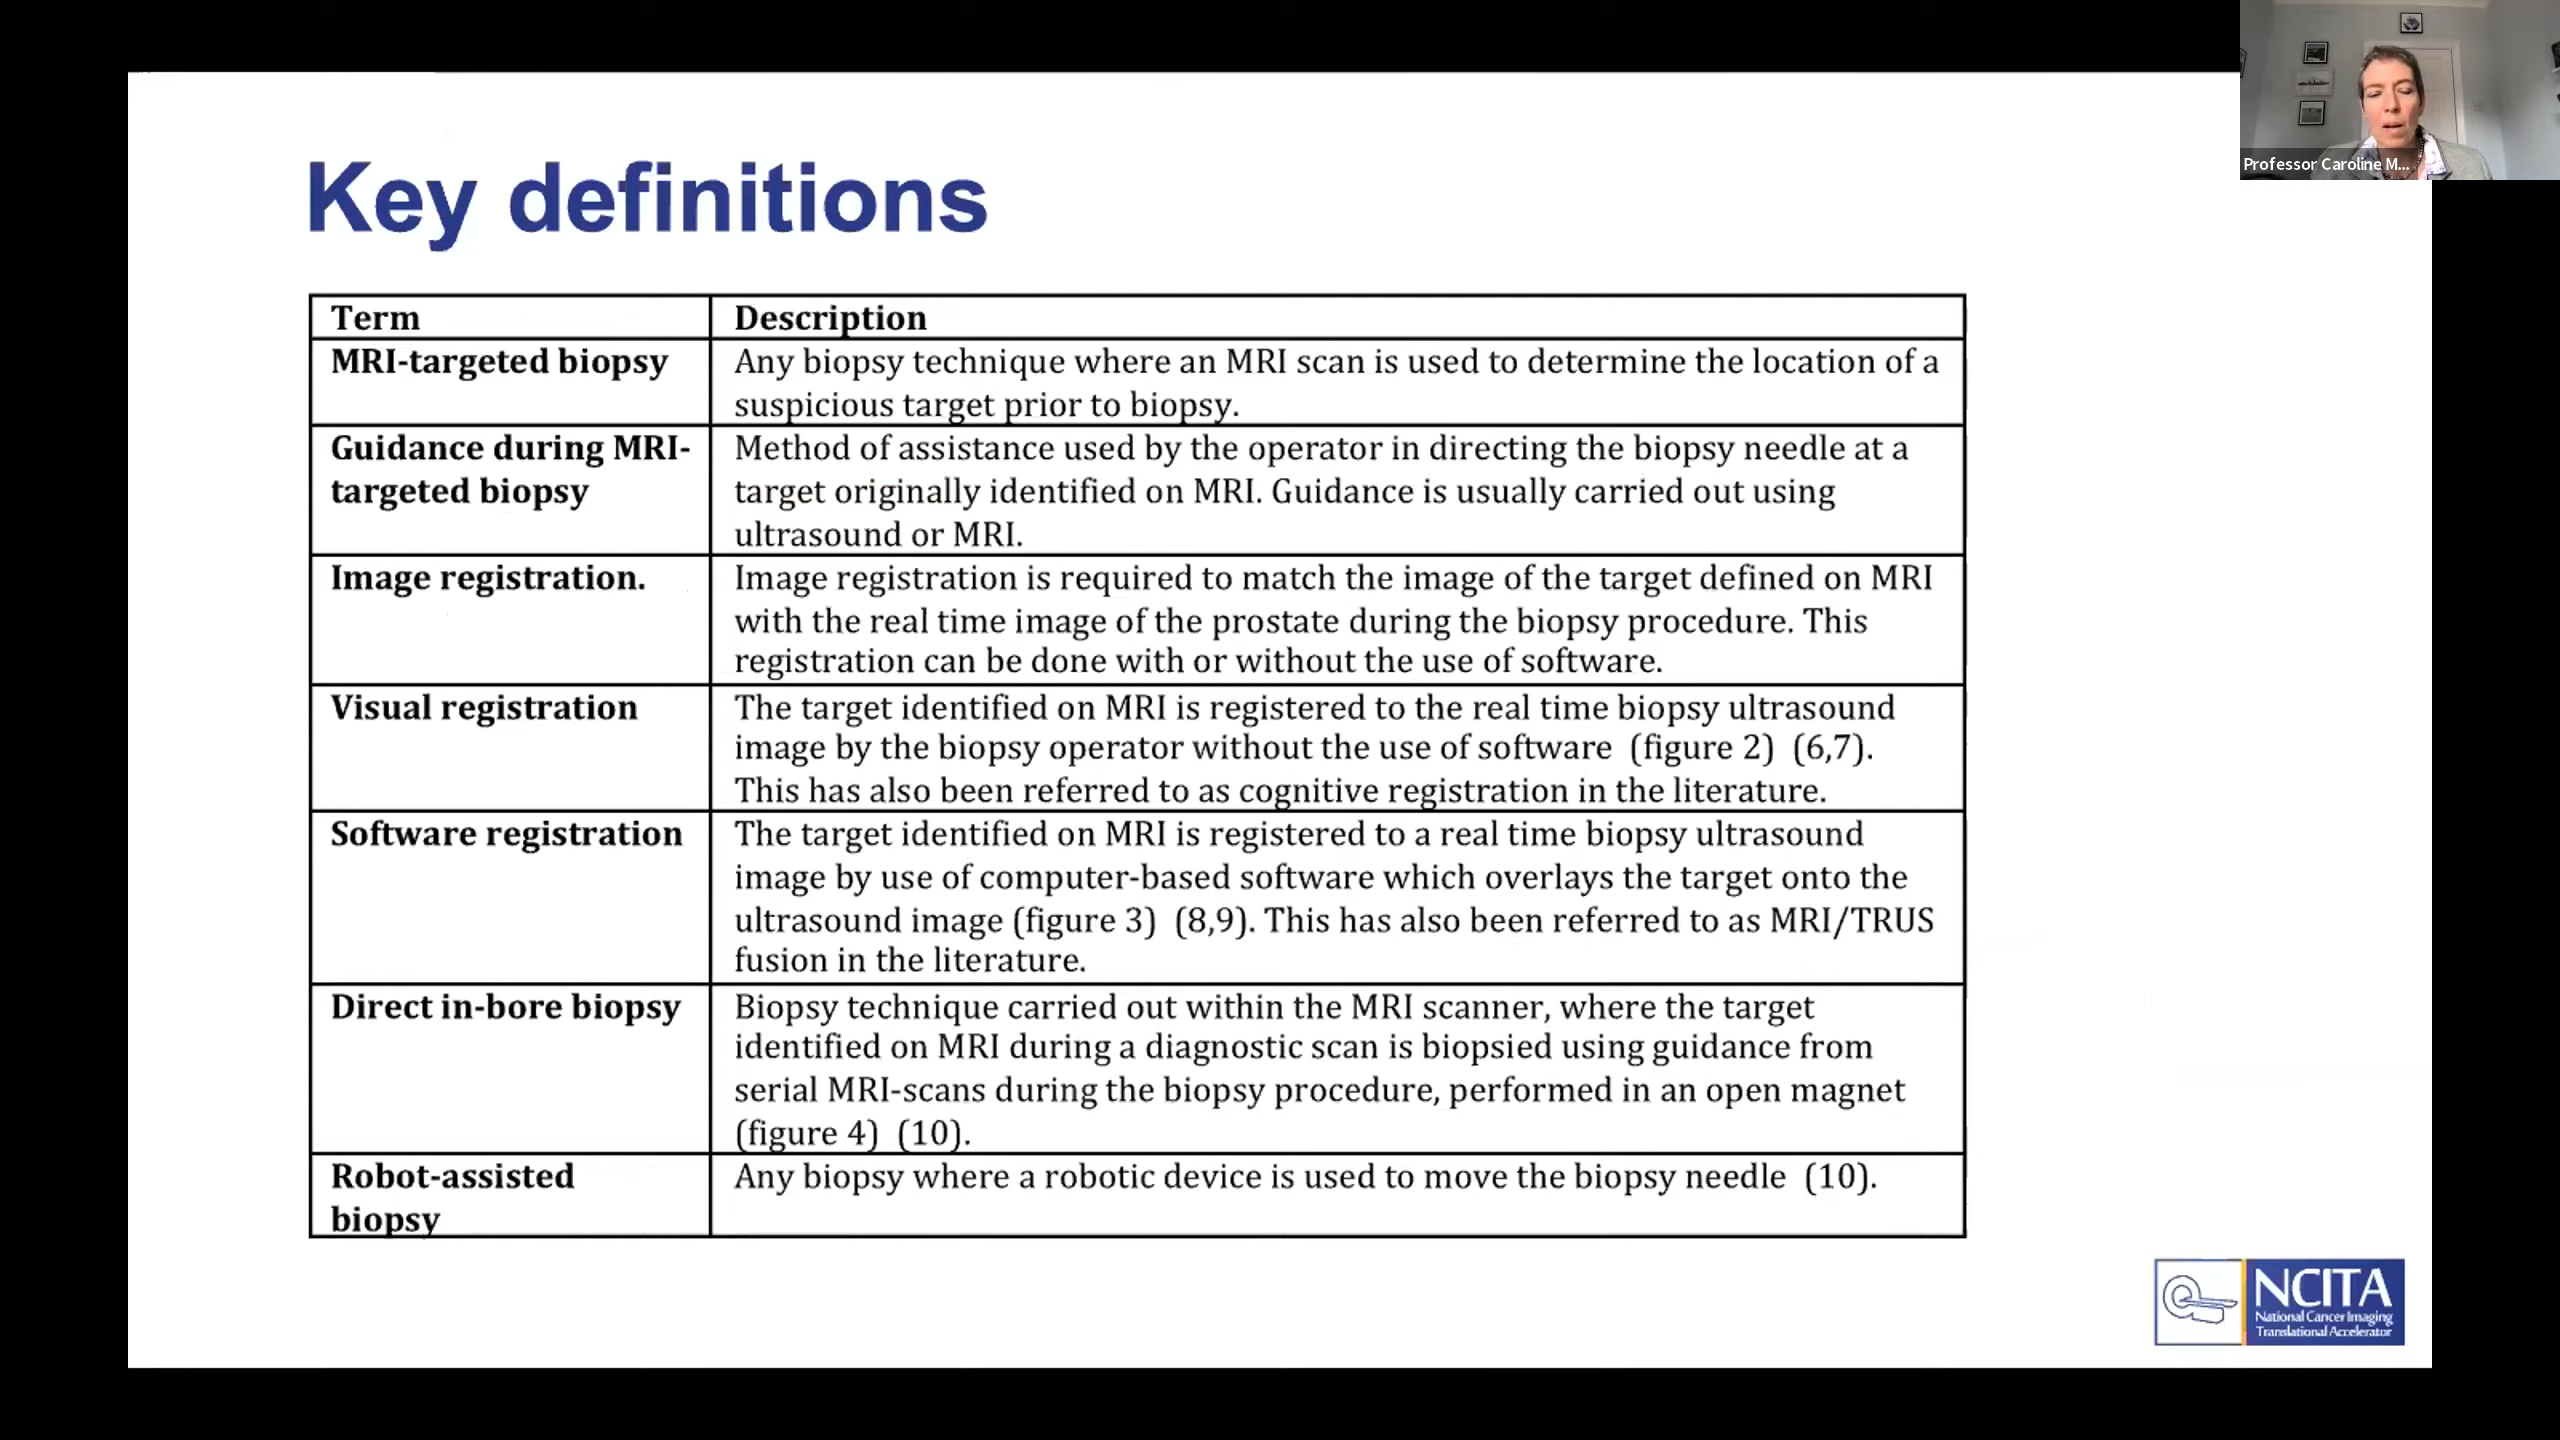 Professor Caroline M...
Key definitions
Term
Description
MRI-targeted biopsy
Any biopsy technique where an MRI scan is used to determine the location of a
suspicious target prior to biopsy.
Guidance during MRI-
targeted biopsy
Method of assistance used by the operator in directing the biopsy needle at a
target originally identified on MRI. Guidance is usually carried out using
ultrasound or MRI.
Image registration.
Image registration is required to match the image of the target defined on MRI
with the real time image of the prostate during the biopsy procedure. This
registration can be done with or without the use of software.
Visual registration
The target identified on MRI is registered to the real time biopsy ultrasound
image by the biopsy operator without the use of software (figure 2) (6,7).
This has also been referred to as cognitive registration in the literature.
Software registration
The target identified on MRI is registered to a real time biopsy ultrasound
image by use of computer-based software which overlays the target onto the
ultrasound image (figure 3) (8,9). This has also been referred to as MRI/TRUS
fusion in the literature.
Direct in-bore biopsy
Biopsy technique carried out within the MRI scanner, where the target
identified on MRI during a diagnostic scan is biopsied using guidance from
serial MRI-scans during the biopsy procedure, performed in an open magnet
(figure 4) (10).
Robot-assisted
biopsy
Any biopsy where a robotic device is used to move the biopsy needle (10).
NCITA
National Cancer Imaging
Translational Accelerator